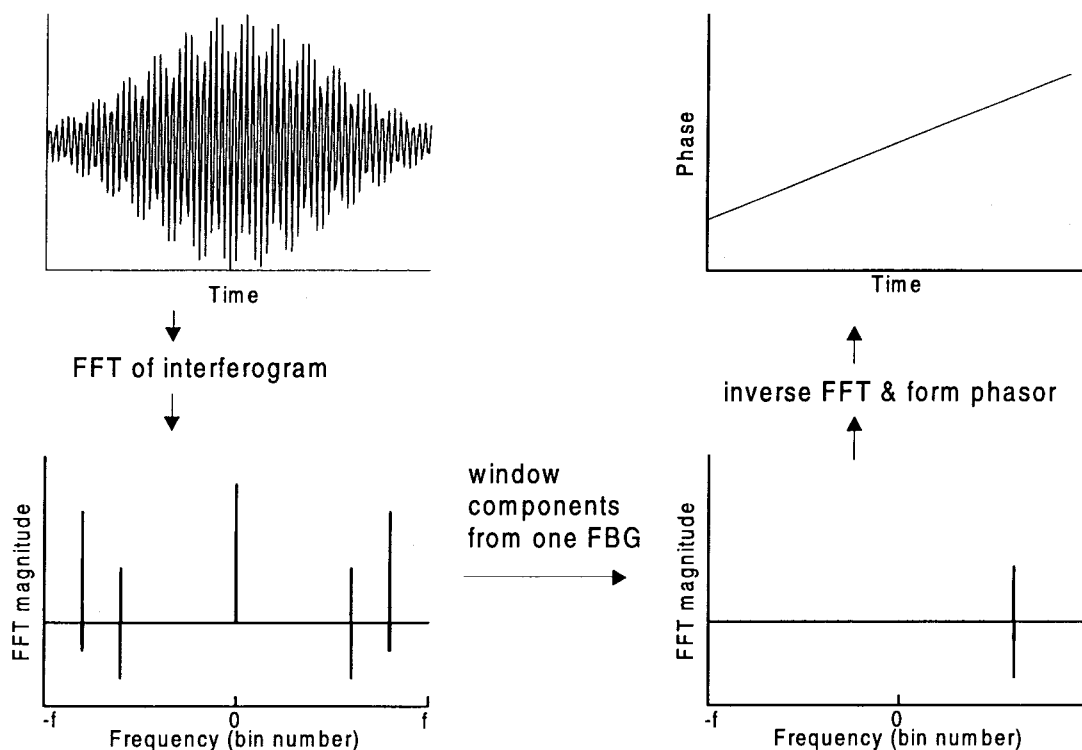 Time
FFT of interferogram
FFT magnitude
-f 0 f
Frequency (bin number)
window
components
from one FBG
FFT magnitude
-f 0
Frequency (bin number)
inverse FFT & form phasor
Phase
Time